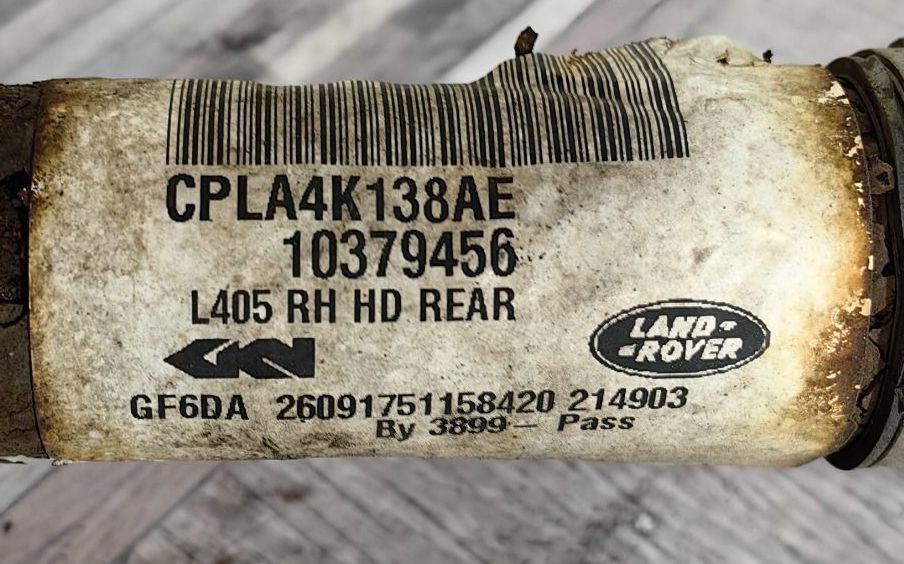 CPLA4K138AE
10379456
L405 RH HD REAR
GKN
LAND-
-ROVER
GF6DA 26091751158420 214903
By 3899- Pass